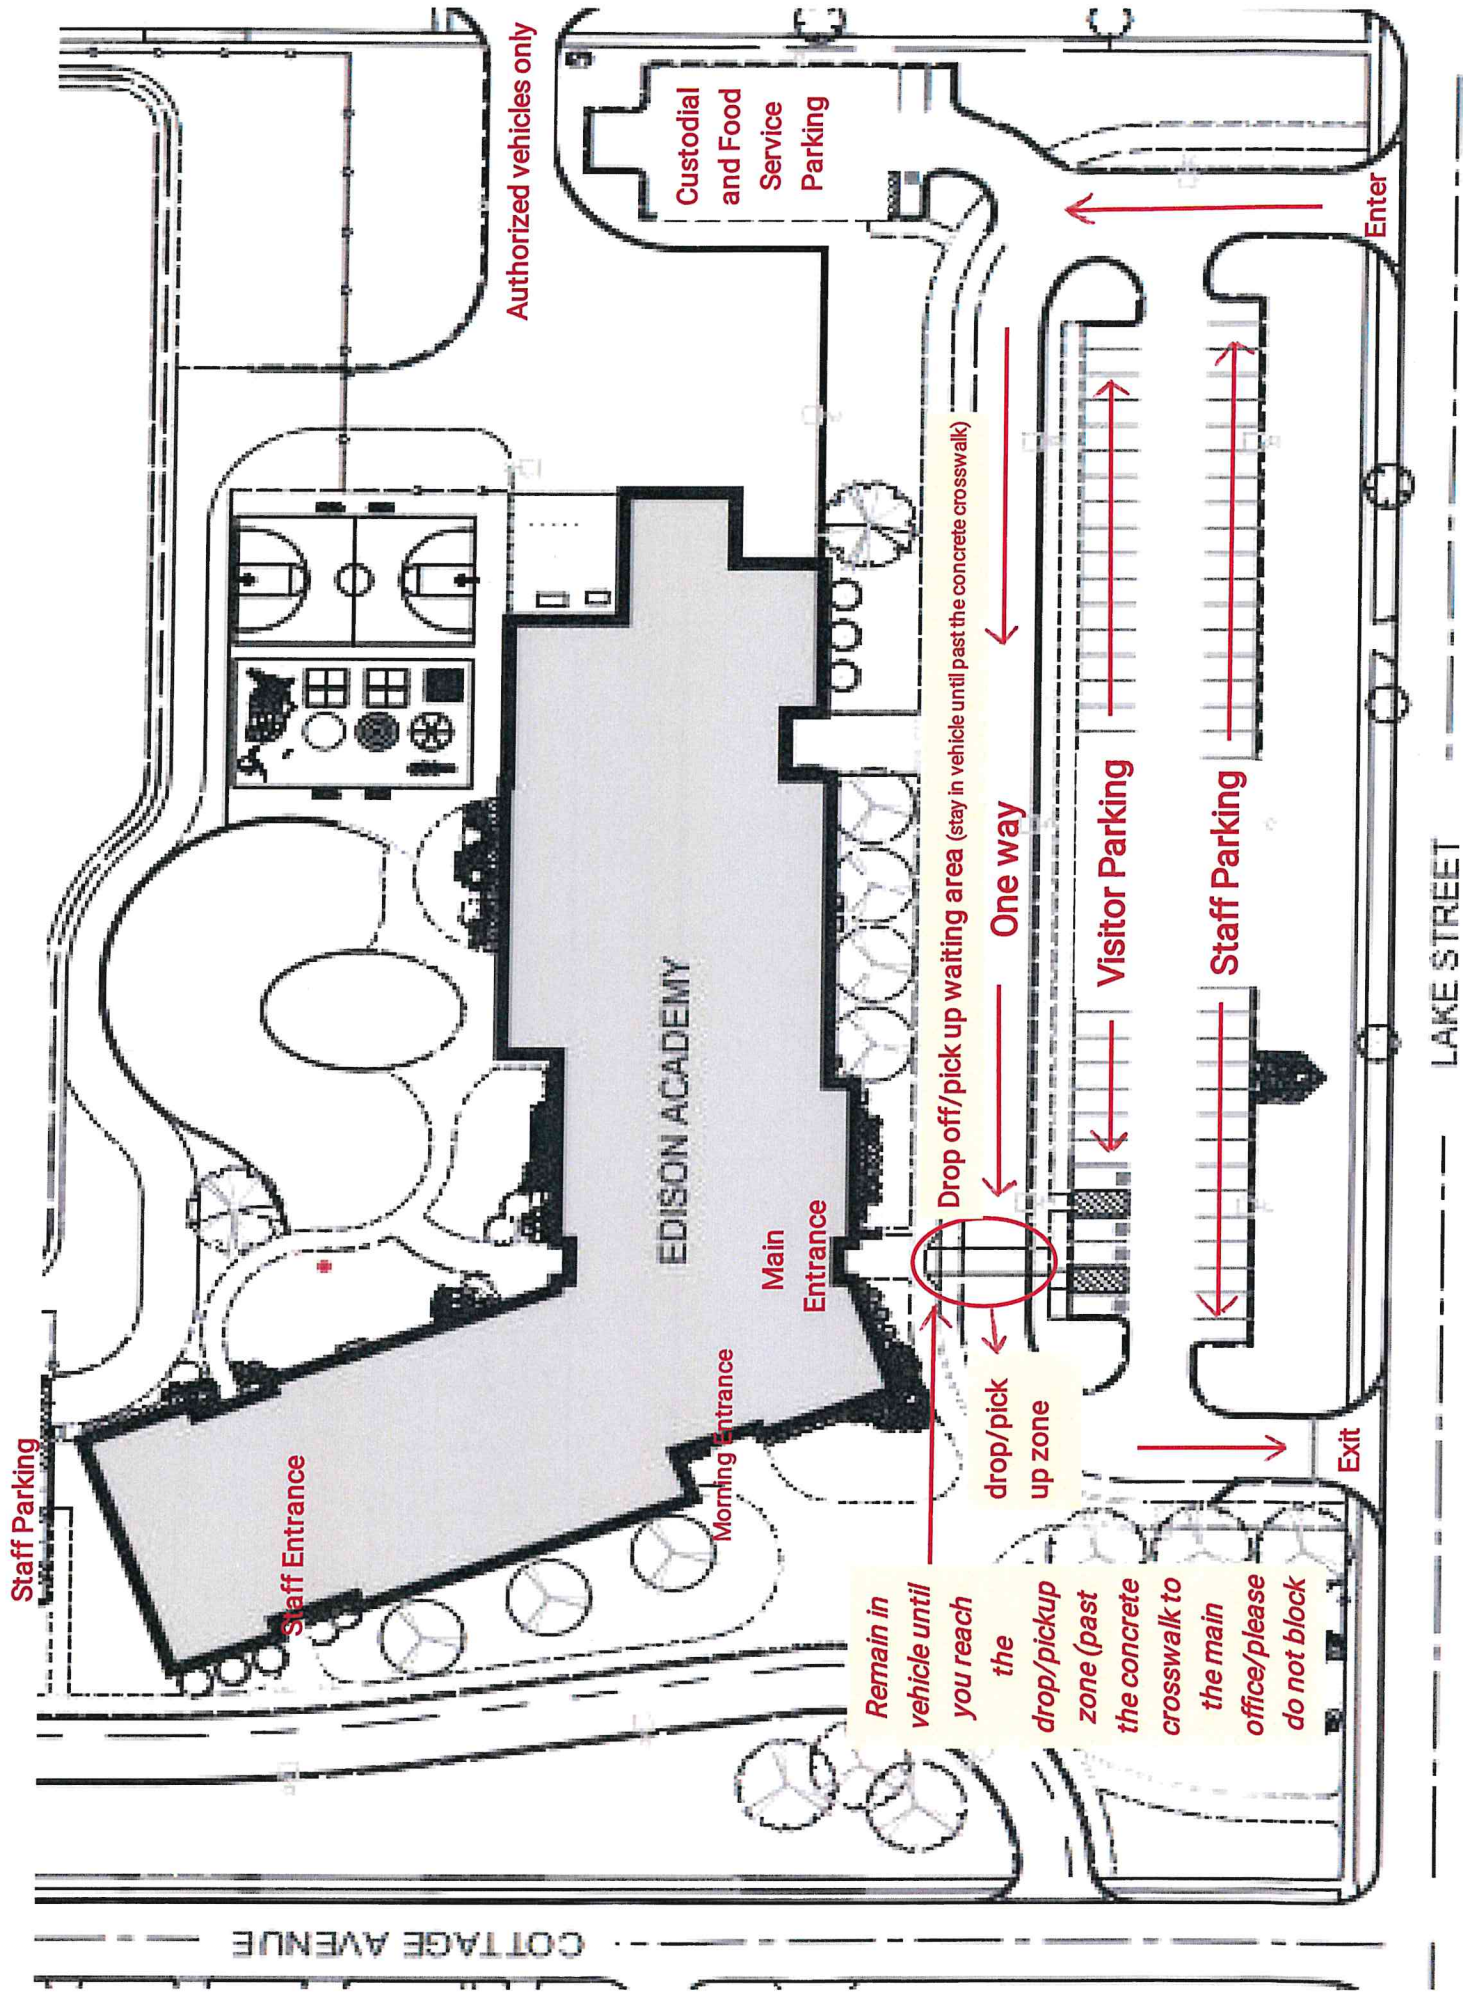 Staff Parking
Authorized vehicles only
Custodial
and Food
Service
Parking
Enter
Staff Entrance
Morning Entrance
EDISON ACADEMY
Main
Entrance
Drop off/pick up waiting area (stay in vehicle until past the concrete crosswalk)
One way
Visitor Parking
Staff Parking
drop/pick
up zone
Exit
Remain in
vehicle until
you reach
the
drop/pickup
zone (past
the concrete
crosswalk to
the main
office/please
do not block
LAKE STREET
COTTAGE AVENUE